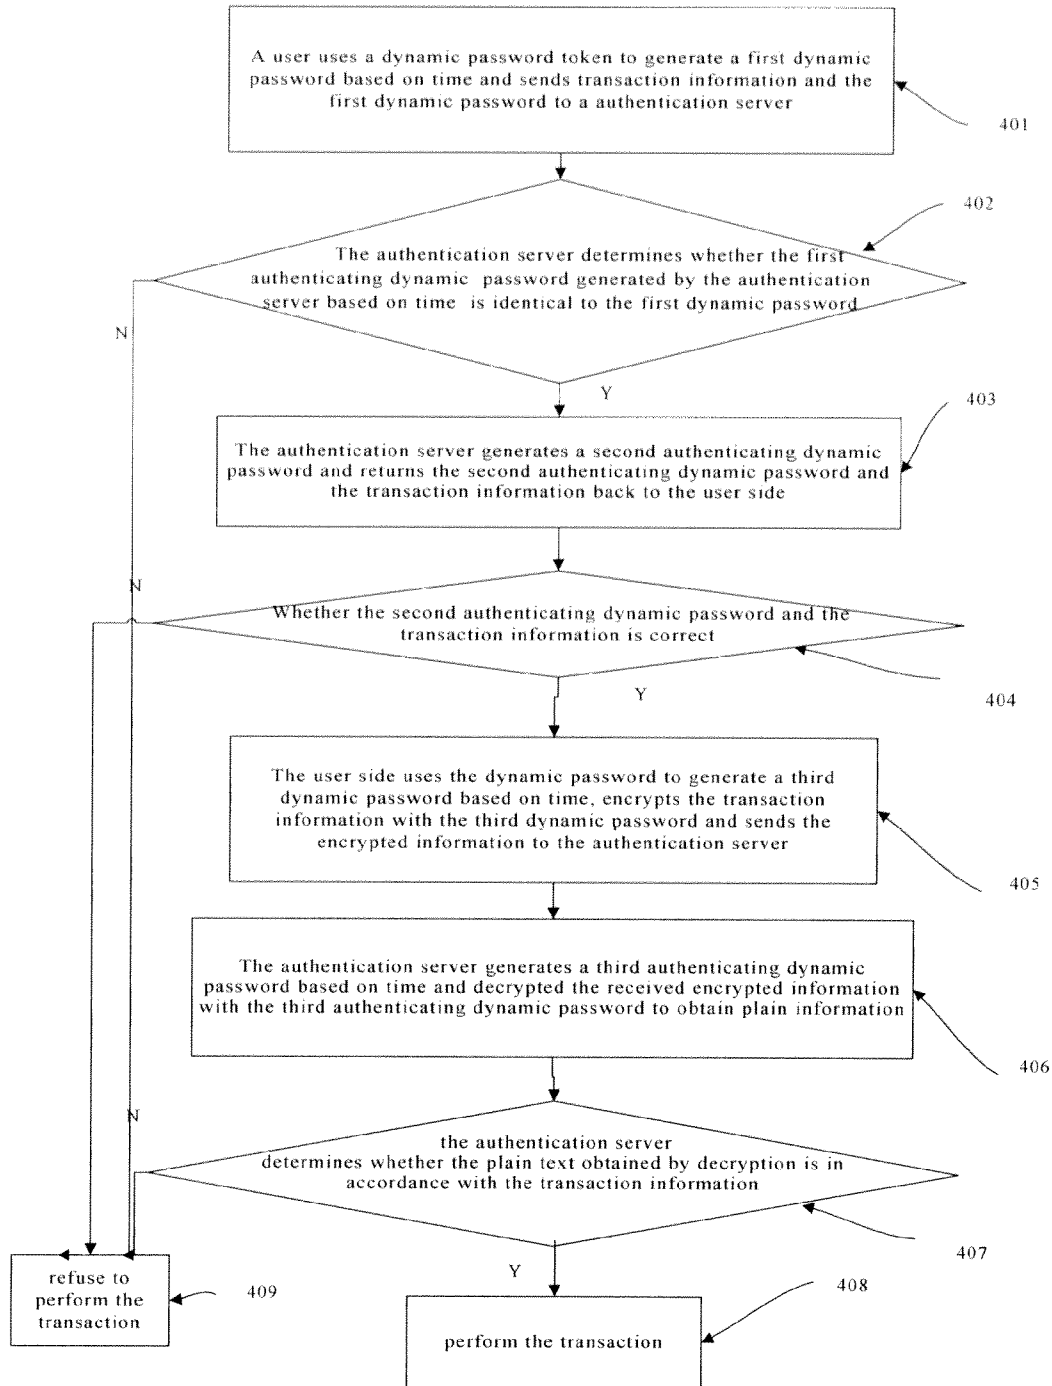 A user uses a dynamic password token to generate a first dynamic
password based on time and sends transaction information and the
first dynamic password to a authentication server
401
402
The authentication server determines whether the first
authenticating dynamic password generated by the authentication
server based on time is identical to the first dynamic password
N
Y
403
The authentication server generates a second authenticating dynamic
password and returns the second authenticating dynamic password and
the transaction information back to the user side
N
Whether the second authenticating dynamic password and the
transaction information is correct
404
Y
The user side uses the dynamic password to generate a third
dynamic password based on time, encrypts the transaction
information with the third dynamic password and sends the
encrypted information to the authentication server
405
The authentication server generates a third authenticating dynamic
password based on time and decrypted the received encrypted information
with the third authenticating dynamic password to obtain plain information
406
N
the authentication server
determines whether the plain text obtained by decryption is in
accordance with the transaction information
407
Y
refuse to
perform the
transaction
409
408
perform the transaction